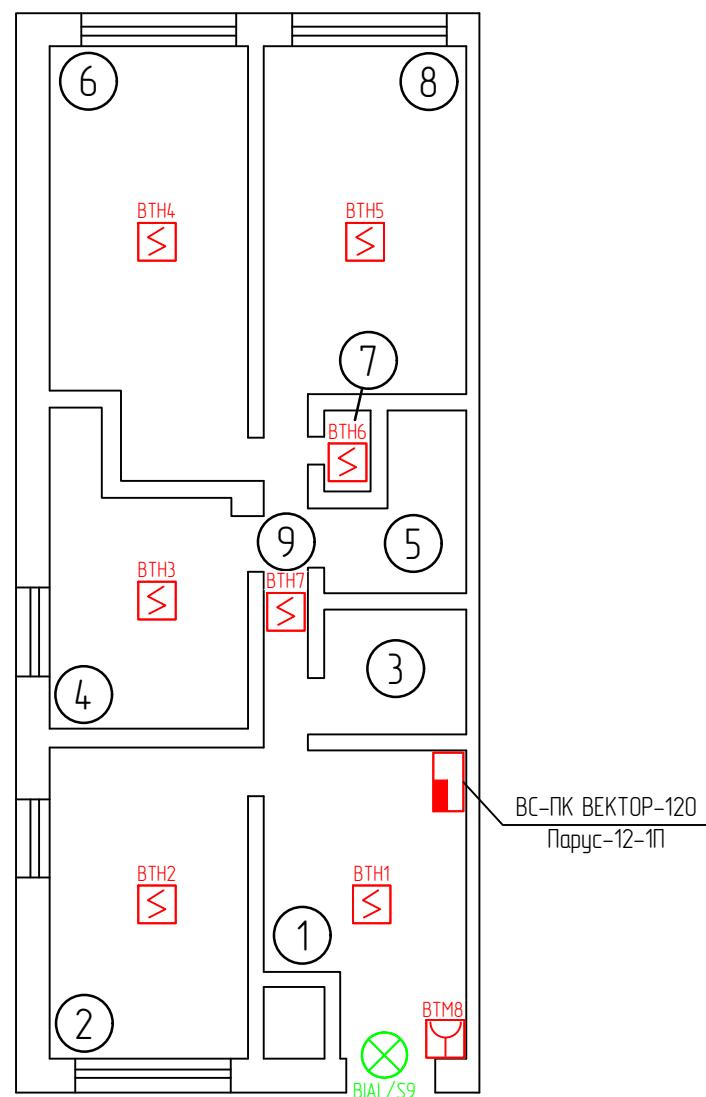 6
8
BTH4
BTH5
7
BTH6
9
5
BTH3
BTH7
4
3
ВС-ПК ВЕКТОР-120
Парус-12-1П
BTH2
BTH1
1
2
BTM8
BIAL/S9